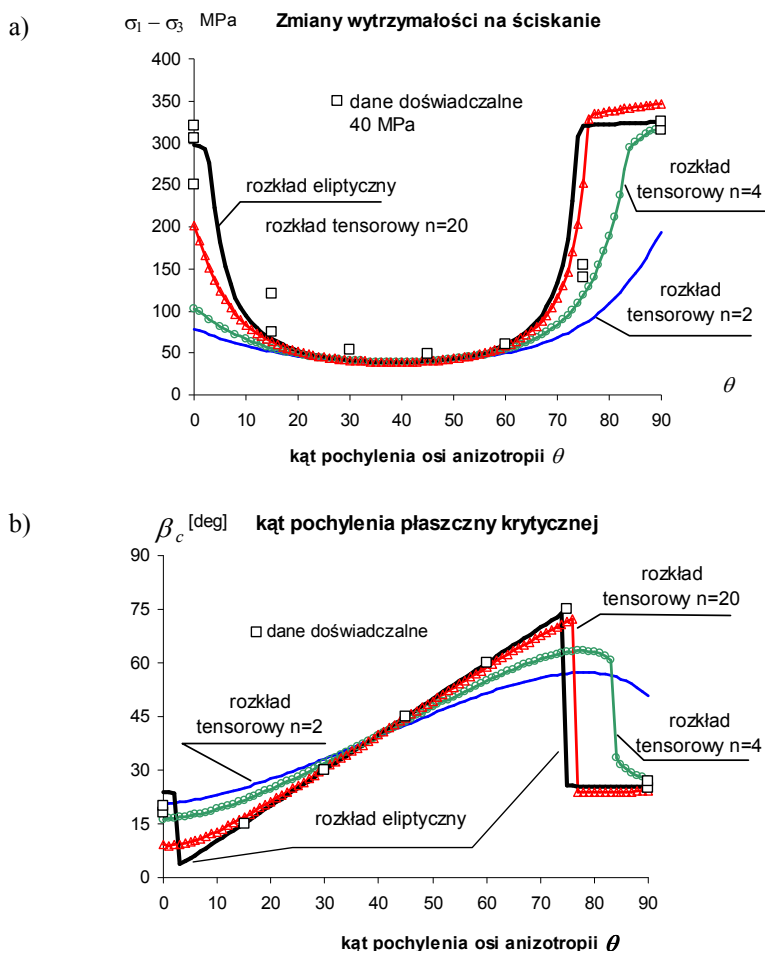 a)
σ₁ – σ₃ MPa
Zmiany wytrzymałości na ściskanie
400
350
300
250
200
150
100
50
0
dane doświadczalne
40 MPa
rozkład eliptyczny
rozkład tensorowy n=20
rozkład
tensorowy n=4
rozkład
tensorowy n=2
θ
0 10 20 30 40 50 60 70 80 90
kąt pochylenia osi anizotropii θ
b)
β_c [deg]
kąt pochylenia płaszczny krytycznej
90
75
60
45
30
15
0
rozkład
tensorowy n=20
dane doświadczalne
rozkład
tensorowy n=2
rozkład
tensorowy n=4
rozkład eliptyczny
0 10 20 30 40 50 60 70 80 90
kąt pochylenia osi anizotropii θ